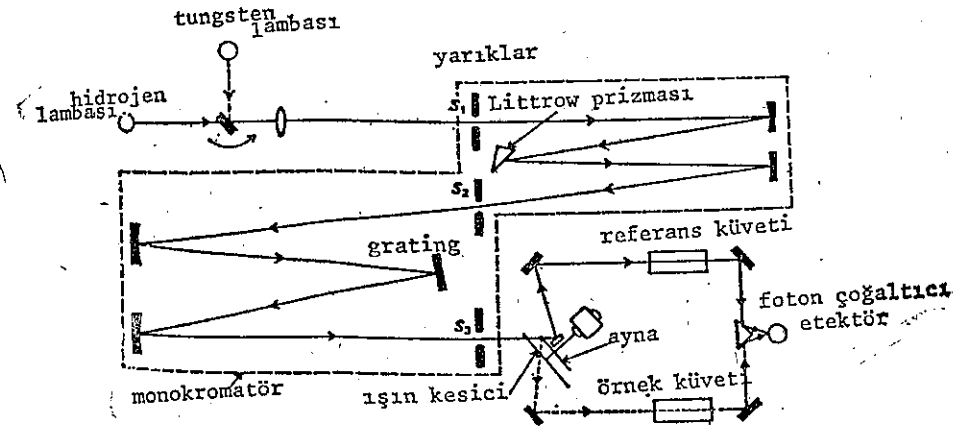 tungsten
lambası
yarıklar
hidrojen
lambası
S₁
Littrow prizması
S₂
grating
referans küveti
foton çoğaltıcı
etektör
S₃
ayna
monokromatör
ışın kesici
örnek küveti